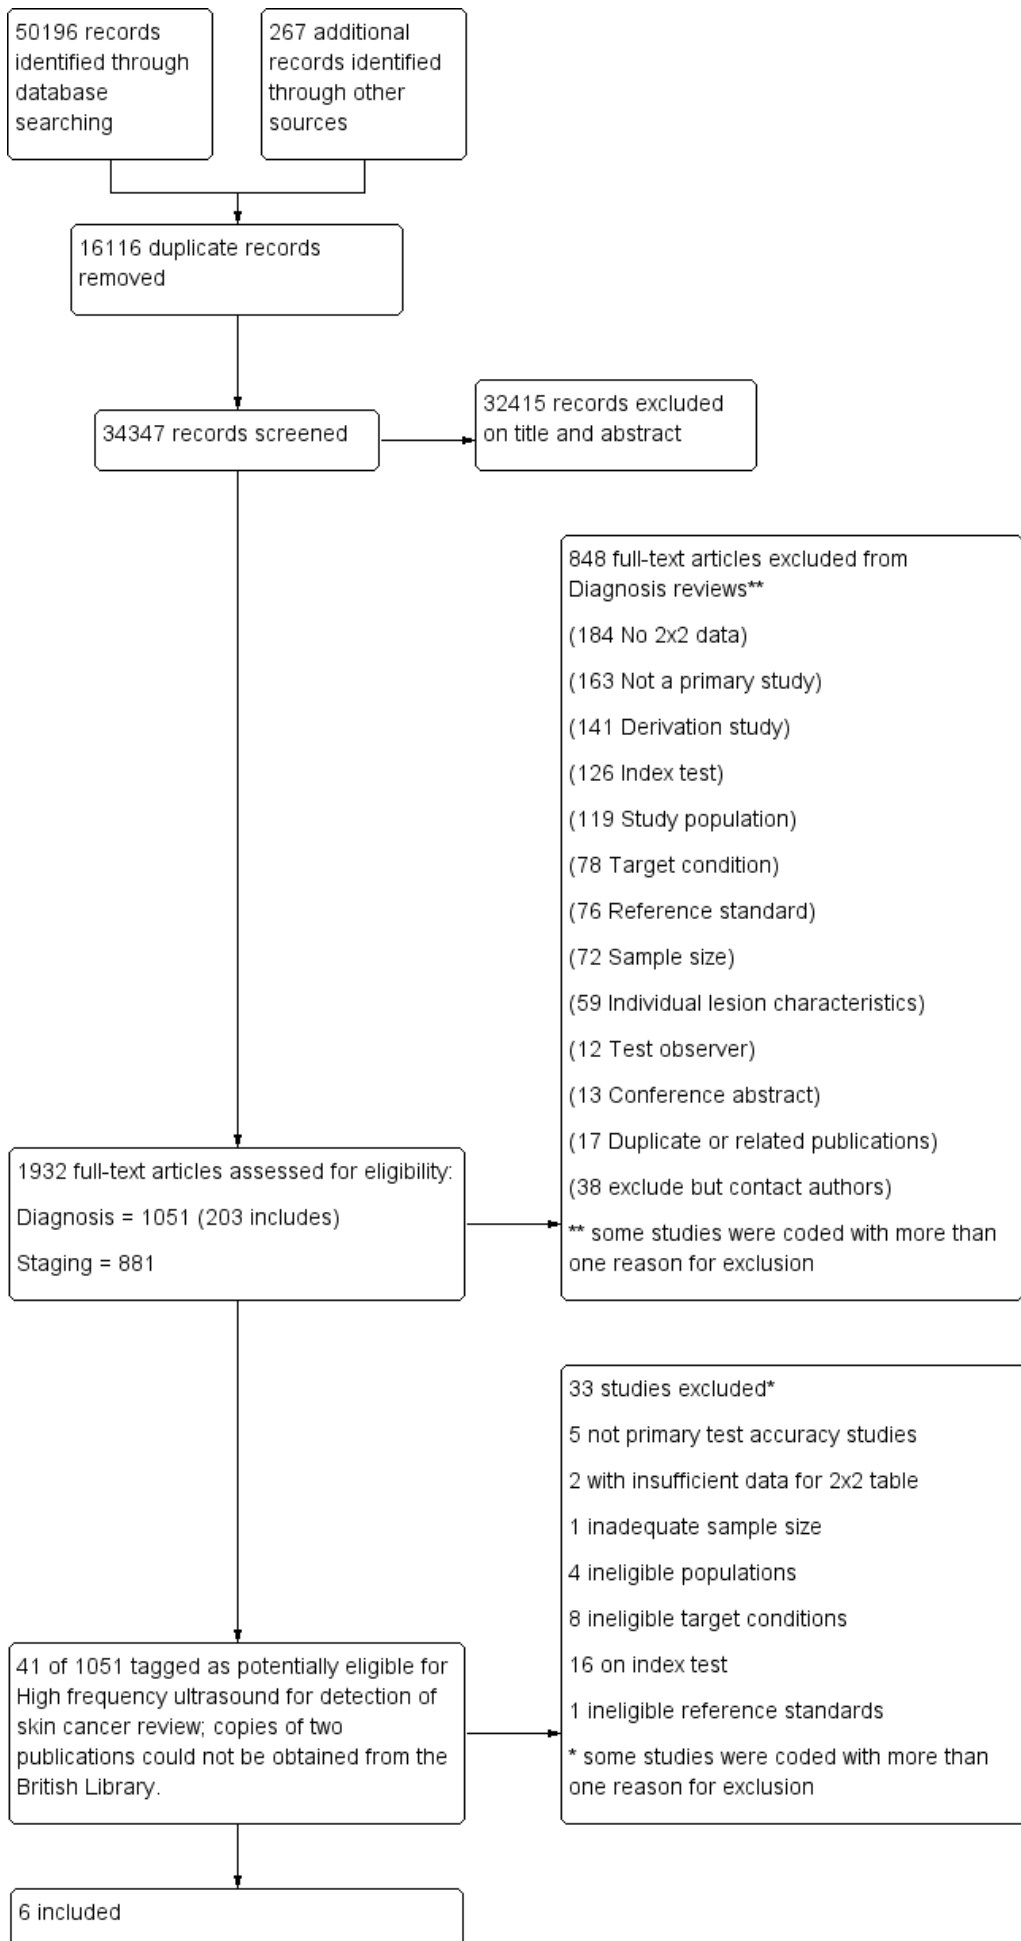 50196 records
identified through
database
searching
267 additional
records identified
through other
sources
16116 duplicate records
removed
34347 records screened
32415 records excluded
on title and abstract
848 full-text articles excluded from
Diagnosis reviews**
(184 No 2x2 data)
(163 Not a primary study)
(141 Derivation study)
(126 Index test)
(119 Study population)
(78 Target condition)
(76 Reference standard)
(72 Sample size)
(59 Individual lesion characteristics)
(12 Test observer)
(13 Conference abstract)
(17 Duplicate or related publications)
(38 exclude but contact authors)
** some studies were coded with more than
one reason for exclusion
1932 full-text articles assessed for eligibility:
Diagnosis = 1051 (203 includes)
Staging = 881
33 studies excluded*
5 not primary test accuracy studies
2 with insufficient data for 2x2 table
1 inadequate sample size
4 ineligible populations
8 ineligible target conditions
16 on index test
1 ineligible reference standards
* some studies were coded with more than
one reason for exclusion
41 of 1051 tagged as potentially eligible for
High frequency ultrasound for detection of
skin cancer review; copies of two
publications could not be obtained from the
British Library.
6 included